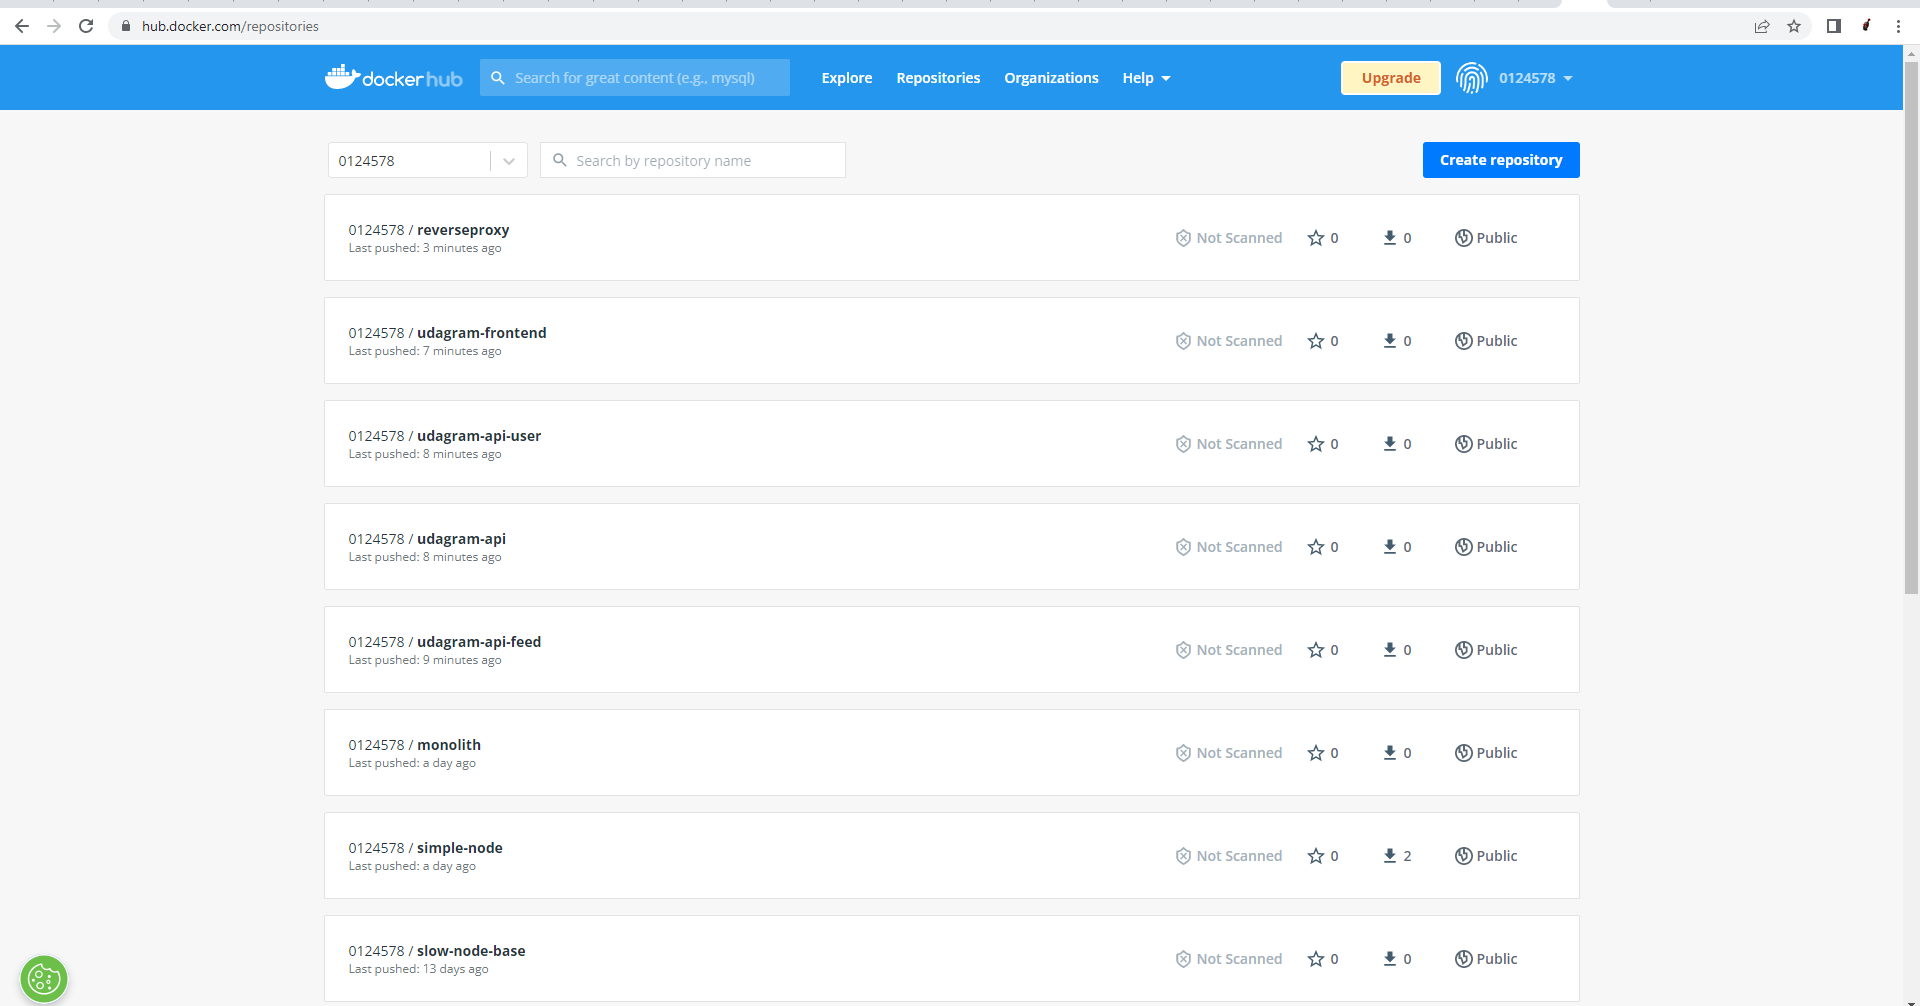 hub.docker.com/repositories
docker hub Search for great content (e.g., mysql) Explore Repositories Organizations Help Upgrade 0124578
0124578 Search by repository name Create repository
0124578 / reverseproxy
Last pushed: 3 minutes ago
Not Scanned 0 0 Public
0124578 / udagram-frontend
Last pushed: 7 minutes ago
Not Scanned 0 0 Public
0124578 / udagram-api-user
Last pushed: 8 minutes ago
Not Scanned 0 0 Public
0124578 / udagram-api
Last pushed: 8 minutes ago
Not Scanned 0 0 Public
0124578 / udagram-api-feed
Last pushed: 9 minutes ago
Not Scanned 0 0 Public
0124578 / monolith
Last pushed: a day ago
Not Scanned 0 0 Public
0124578 / simple-node
Last pushed: a day ago
Not Scanned 0 2 Public
0124578 / slow-node-base
Last pushed: 13 days ago
Not Scanned 0 0 Public